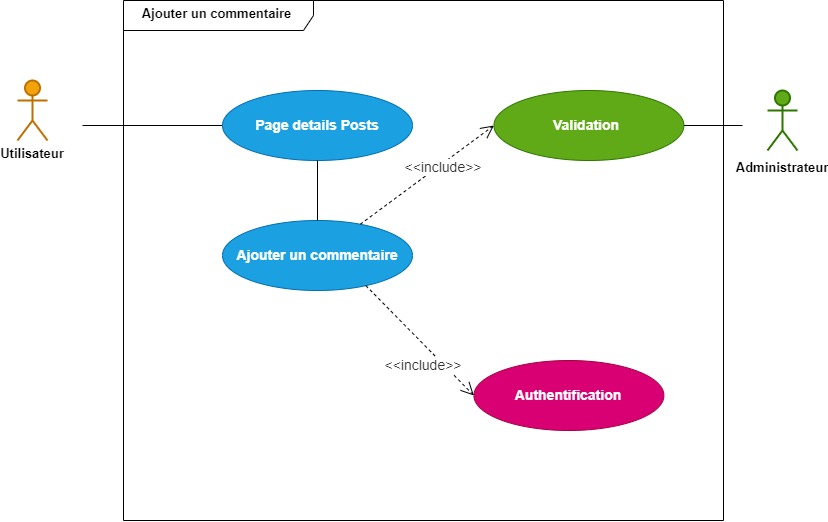 Ajouter un commentaire
Utilisateur
Page details Posts
Validation
<<include>>
Administrateur
Ajouter un commentaire
<<include>>
Authentification